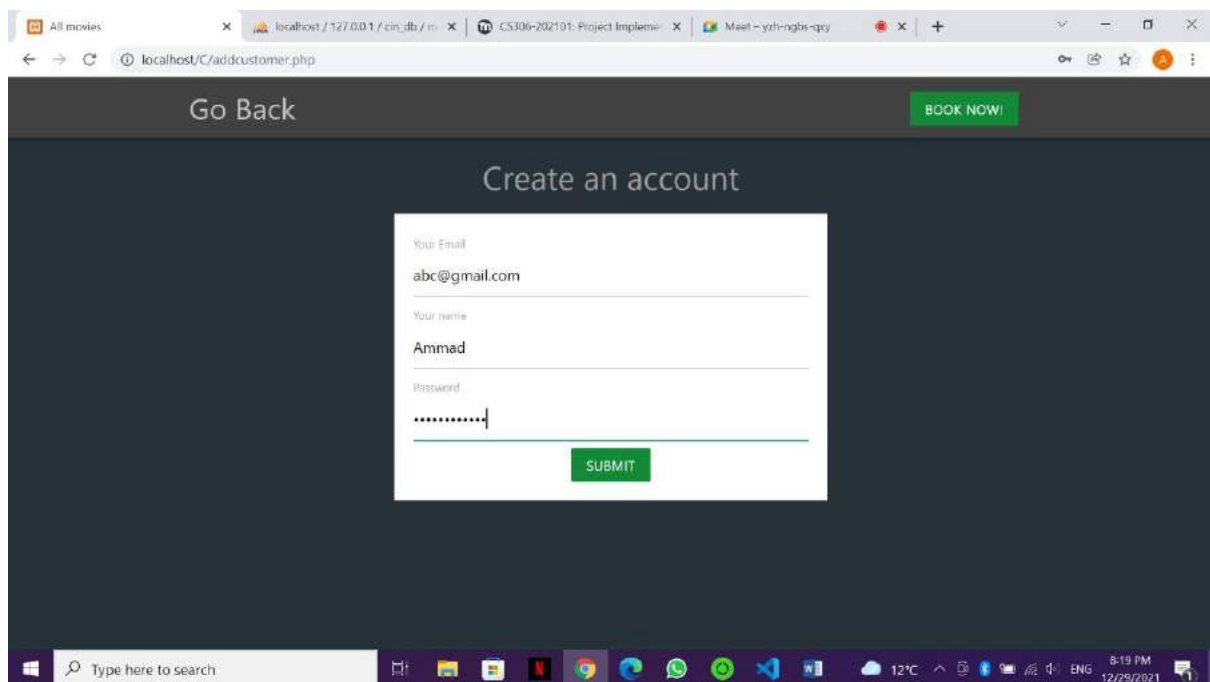 All movies
localhost / 127.0.0.1 / cin_db / m
CS306-202101: Project Impleme
Meet – yzh-ngbs-qxy
localhost/C/addcustomer.php
A
Go Back
BOOK NOW!
Create an account
Your Email
abc@gmail.com
Your name
Ammad
Password
••••••••••••
SUBMIT
Type here to search
12°C
ENG
8:19 PM
12/29/2021